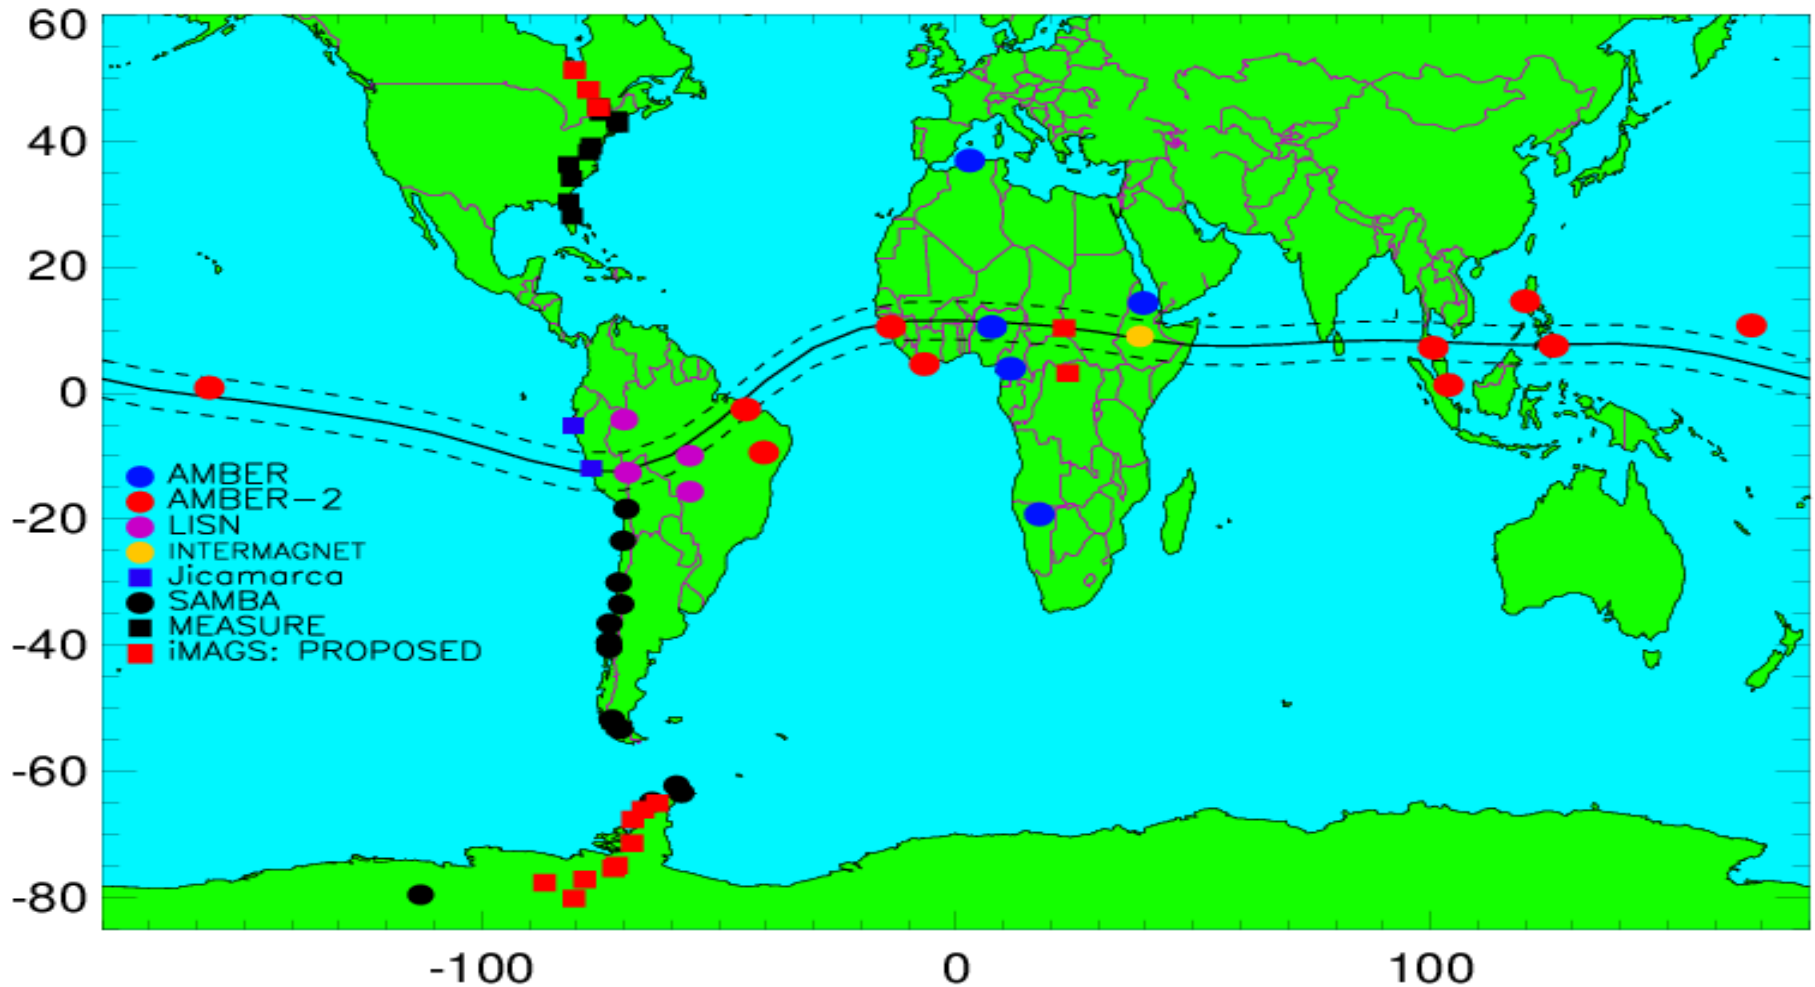 60
40
20
0
-20
-40
-60
-80
AMBER
AMBER-2
LISN
INTERMAGNET
Jicamarca
SAMBA
MEASURE
iMAGS: PROPOSED
-100 0 100